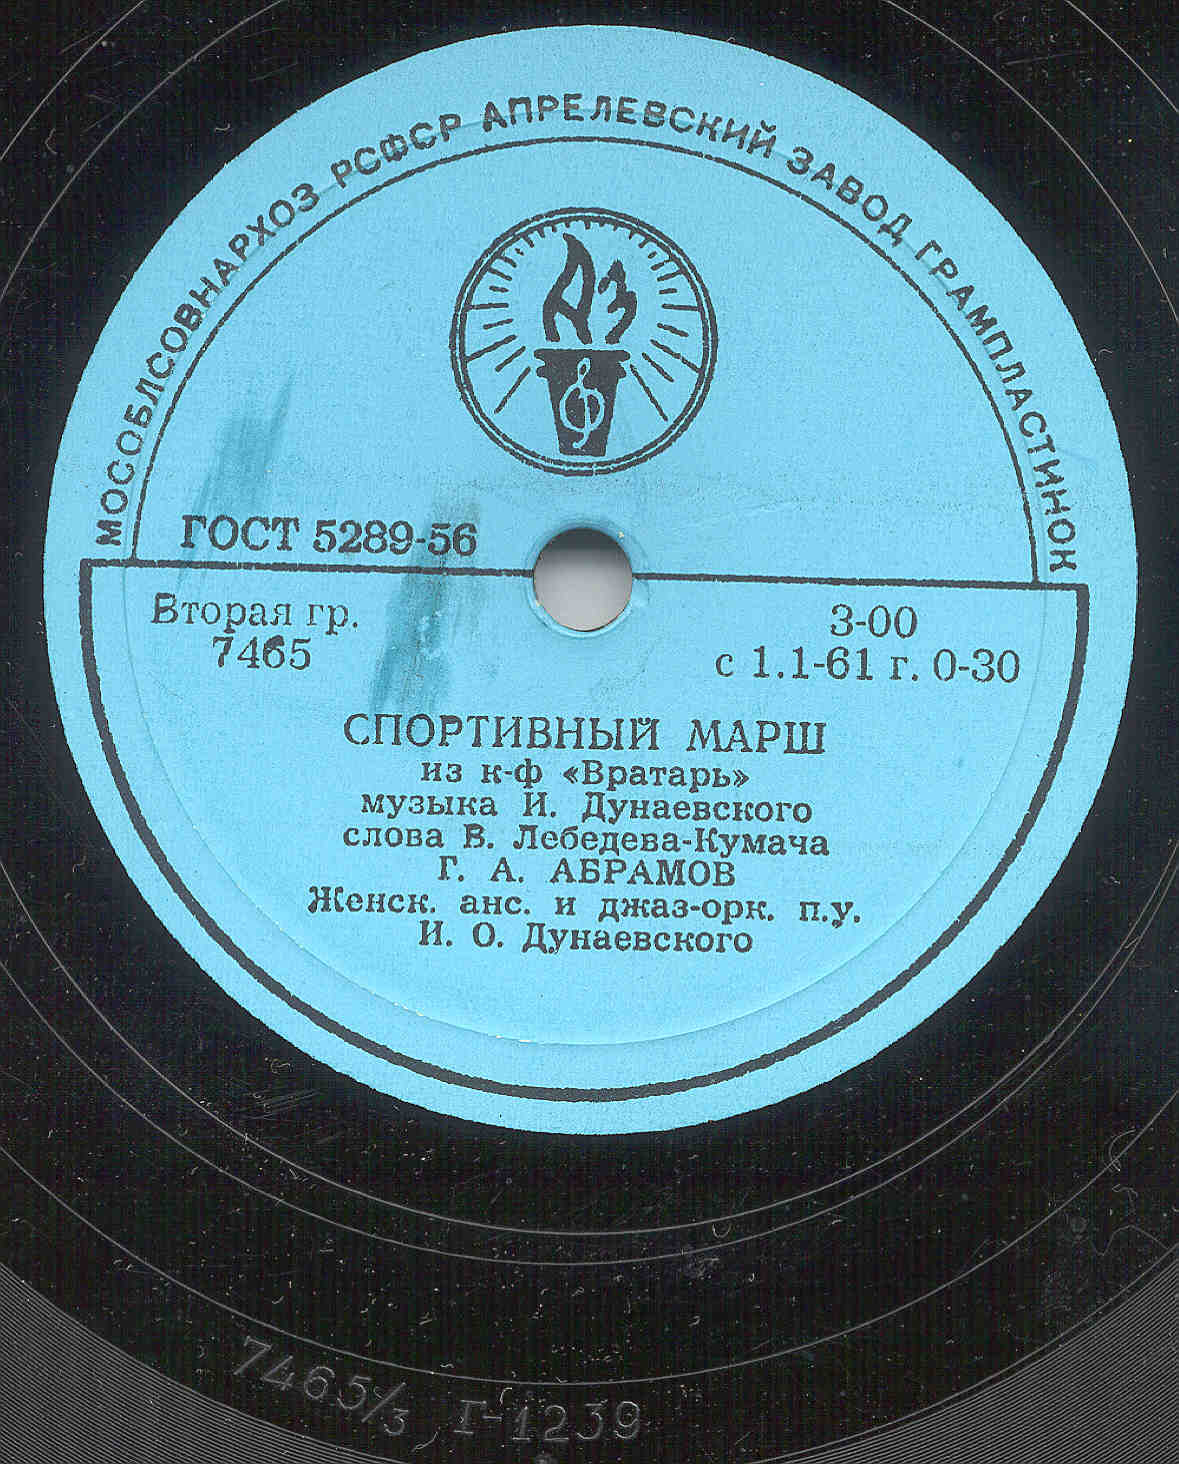 МОСОБЛСОВНАРХОЗ РСФСР АПРЕЛЕВСКИЙ ЗАВОД ГРАМПЛАСТИНОК
АЗ
ГОСТ 5289-56
Вторая гр.
7465
3-00
с 1.1-61 г. 0-30
СПОРТИВНЫЙ МАРШ
из к-ф «Вратарь»
музыка И. Дунаевского
слова В. Лебедева-Кумача
Г. А. АБРАМОВ
Женск. анс. и джаз-орк. п.у.
И. О. Дунаевского
7465/3 Г-1239